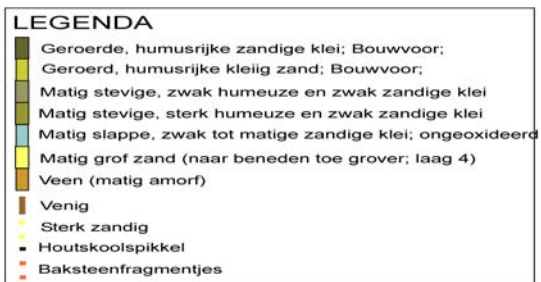 LEGENDA
Geroerde, humusrijke zandige klei; Bouwvoor;
Geroerd, humusrijke kleiig zand; Bouwvoor;
Matig stevige, zwak humeuze en zwak zandige klei
Matig stevige, sterk humeuze en zwak zandige klei
Matig slappe, zwak tot matige zandige klei; ongeoxideerd
Matig grof zand (naar beneden toe grover; laag 4)
Veen (matig amorf)
Venig
Sterk zandig
Houtskoolspikkel
Baksteenfragmentjes